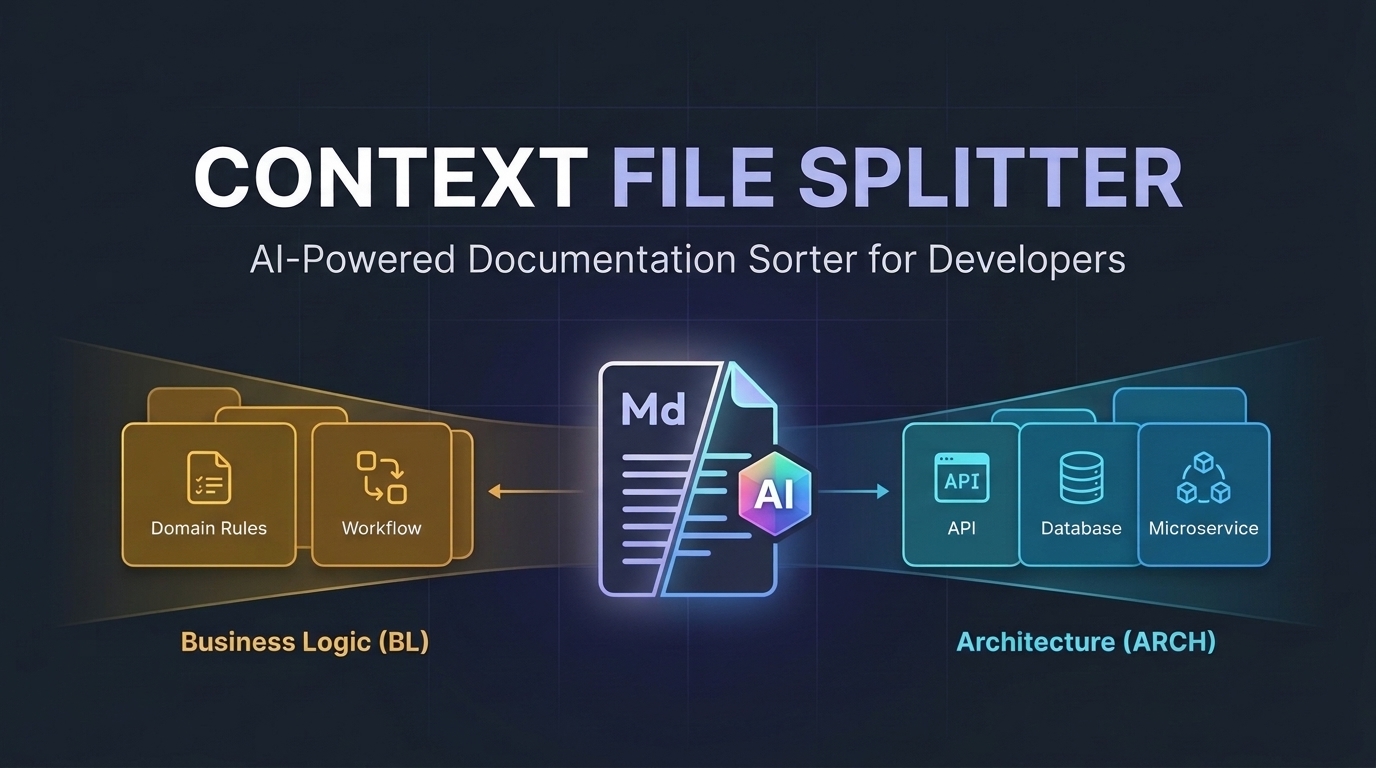 CONTEXT FILE SPLITTER
AI-Powered Documentation Sorter for Developers
Md
AI
Domain Rules
Workflow
API
API
Database
Microservice
Business Logic (BL)
Architecture (ARCH)